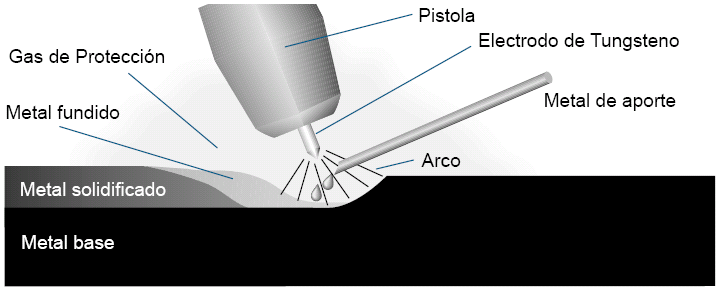 Pistola
Electrodo de Tungsteno
Gas de Protección
Metal de aporte
Metal fundido
Arco
Metal solidificado
Metal base